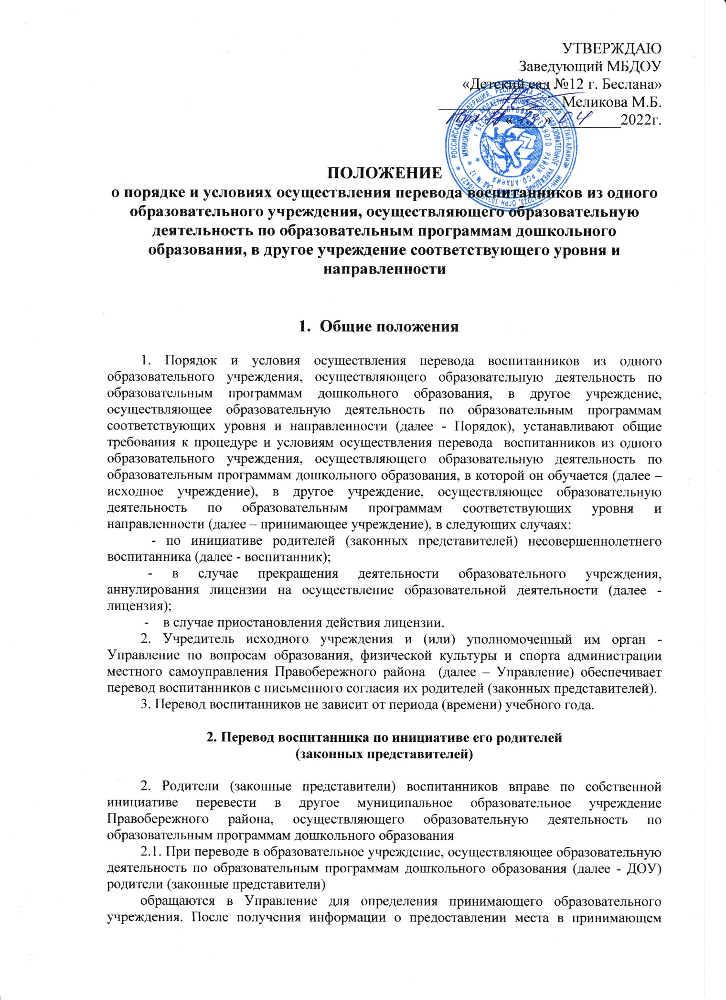 УТВЕРЖДАЮ
Заведующий МБДОУ
«Детский сад №12 г. Беслана»
Меликова М.Б.
«____»_________2022г.
ПОЛОЖЕНИЕ
о порядке и условиях осуществления перевода воспитанников из одного
образовательного учреждения, осуществляющего образовательную
деятельность по образовательным программам дошкольного
образования, в другое учреждение соответствующего уровня и
направленности
1. Общие положения
1. Порядок и условия осуществления перевода воспитанников из одного
образовательного учреждения, осуществляющего образовательную деятельность по
образовательным программам дошкольного образования, в другое учреждение,
осуществляющее образовательную деятельность по образовательным программам
соответствующих уровня и направленности (далее - Порядок), устанавливают общие
требования к процедуре и условиям осуществления перевода воспитанников из одного
образовательного учреждения, осуществляющего образовательную деятельность по
образовательным программам дошкольного образования, в которой он обучается (далее –
исходное учреждение), в другое учреждение, осуществляющее образовательную
деятельность по образовательным программам соответствующих уровня и
направленности (далее – принимающее учреждение), в следующих случаях:
- по инициативе родителей (законных представителей) несовершеннолетнего
воспитанника (далее - воспитанник);
- в случае прекращения деятельности образовательного учреждения,
аннулирования лицензии на осуществление образовательной деятельности (далее -
лицензия);
- в случае приостановления действия лицензии.
2. Учредитель исходного учреждения и (или) уполномоченный им орган -
Управление по вопросам образования, физической культуры и спорта администрации
местного самоуправления Правобережного района (далее – Управление) обеспечивает
перевод воспитанников с письменного согласия их родителей (законных представителей).
3. Перевод воспитанников не зависит от периода (времени) учебного года.
2. Перевод воспитанника по инициативе его родителей
(законных представителей)
2. Родители (законные представители) воспитанников вправе по собственной
инициативе перевести в другое муниципальное образовательное учреждение
Правобережного района, осуществляющего образовательную деятельность по
образовательным программам дошкольного образования
2.1. При переводе в образовательное учреждение, осуществляющее образовательную
деятельность по образовательным программам дошкольного образования (далее - ДОУ)
родители (законные представители)
обращаются в Управление для определения принимающего образовательного
учреждения. После получения информации о предоставлении места в принимающем